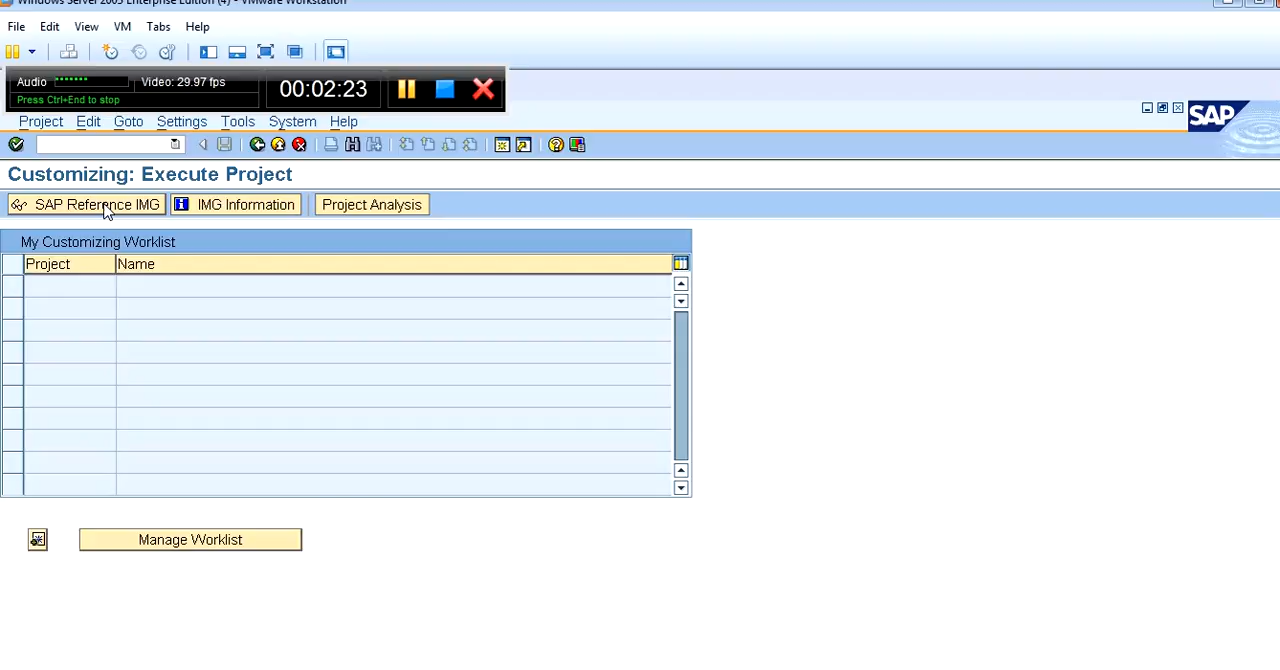 Windows Server 2003 Enterprise Edition (4) - VMware Workstation
File Edit View VM Tabs Help
Audio Video: 29.97 fps
00:02:23
Press Ctrl+End to stop
Project Edit Goto Settings Tools System Help
SAP
Customizing: Execute Project
SAP Reference IMG IMG Information Project Analysis
My Customizing Worklist
Project Name
Manage Worklist